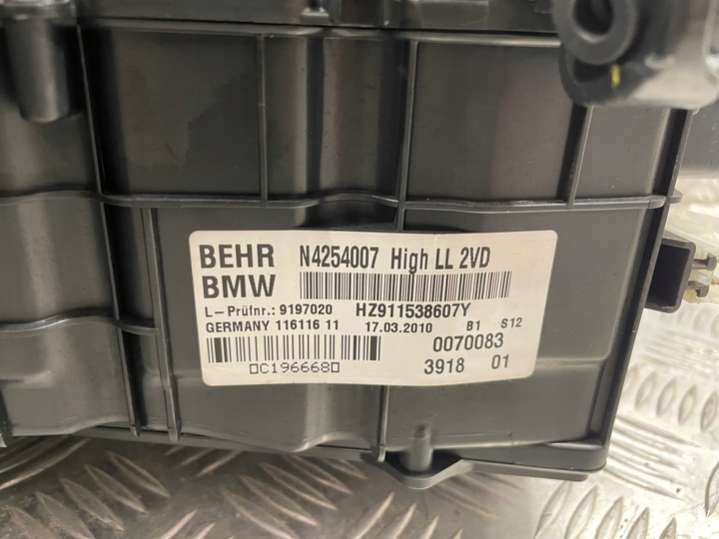 BEHR N4254007 High LL 2VD
BMW
L-Prüfnr.: 9197020 HZ911538607Y
GERMANY 116116 11 17.03.2010 B1 S12
0070083
□C196668□ 3918 01